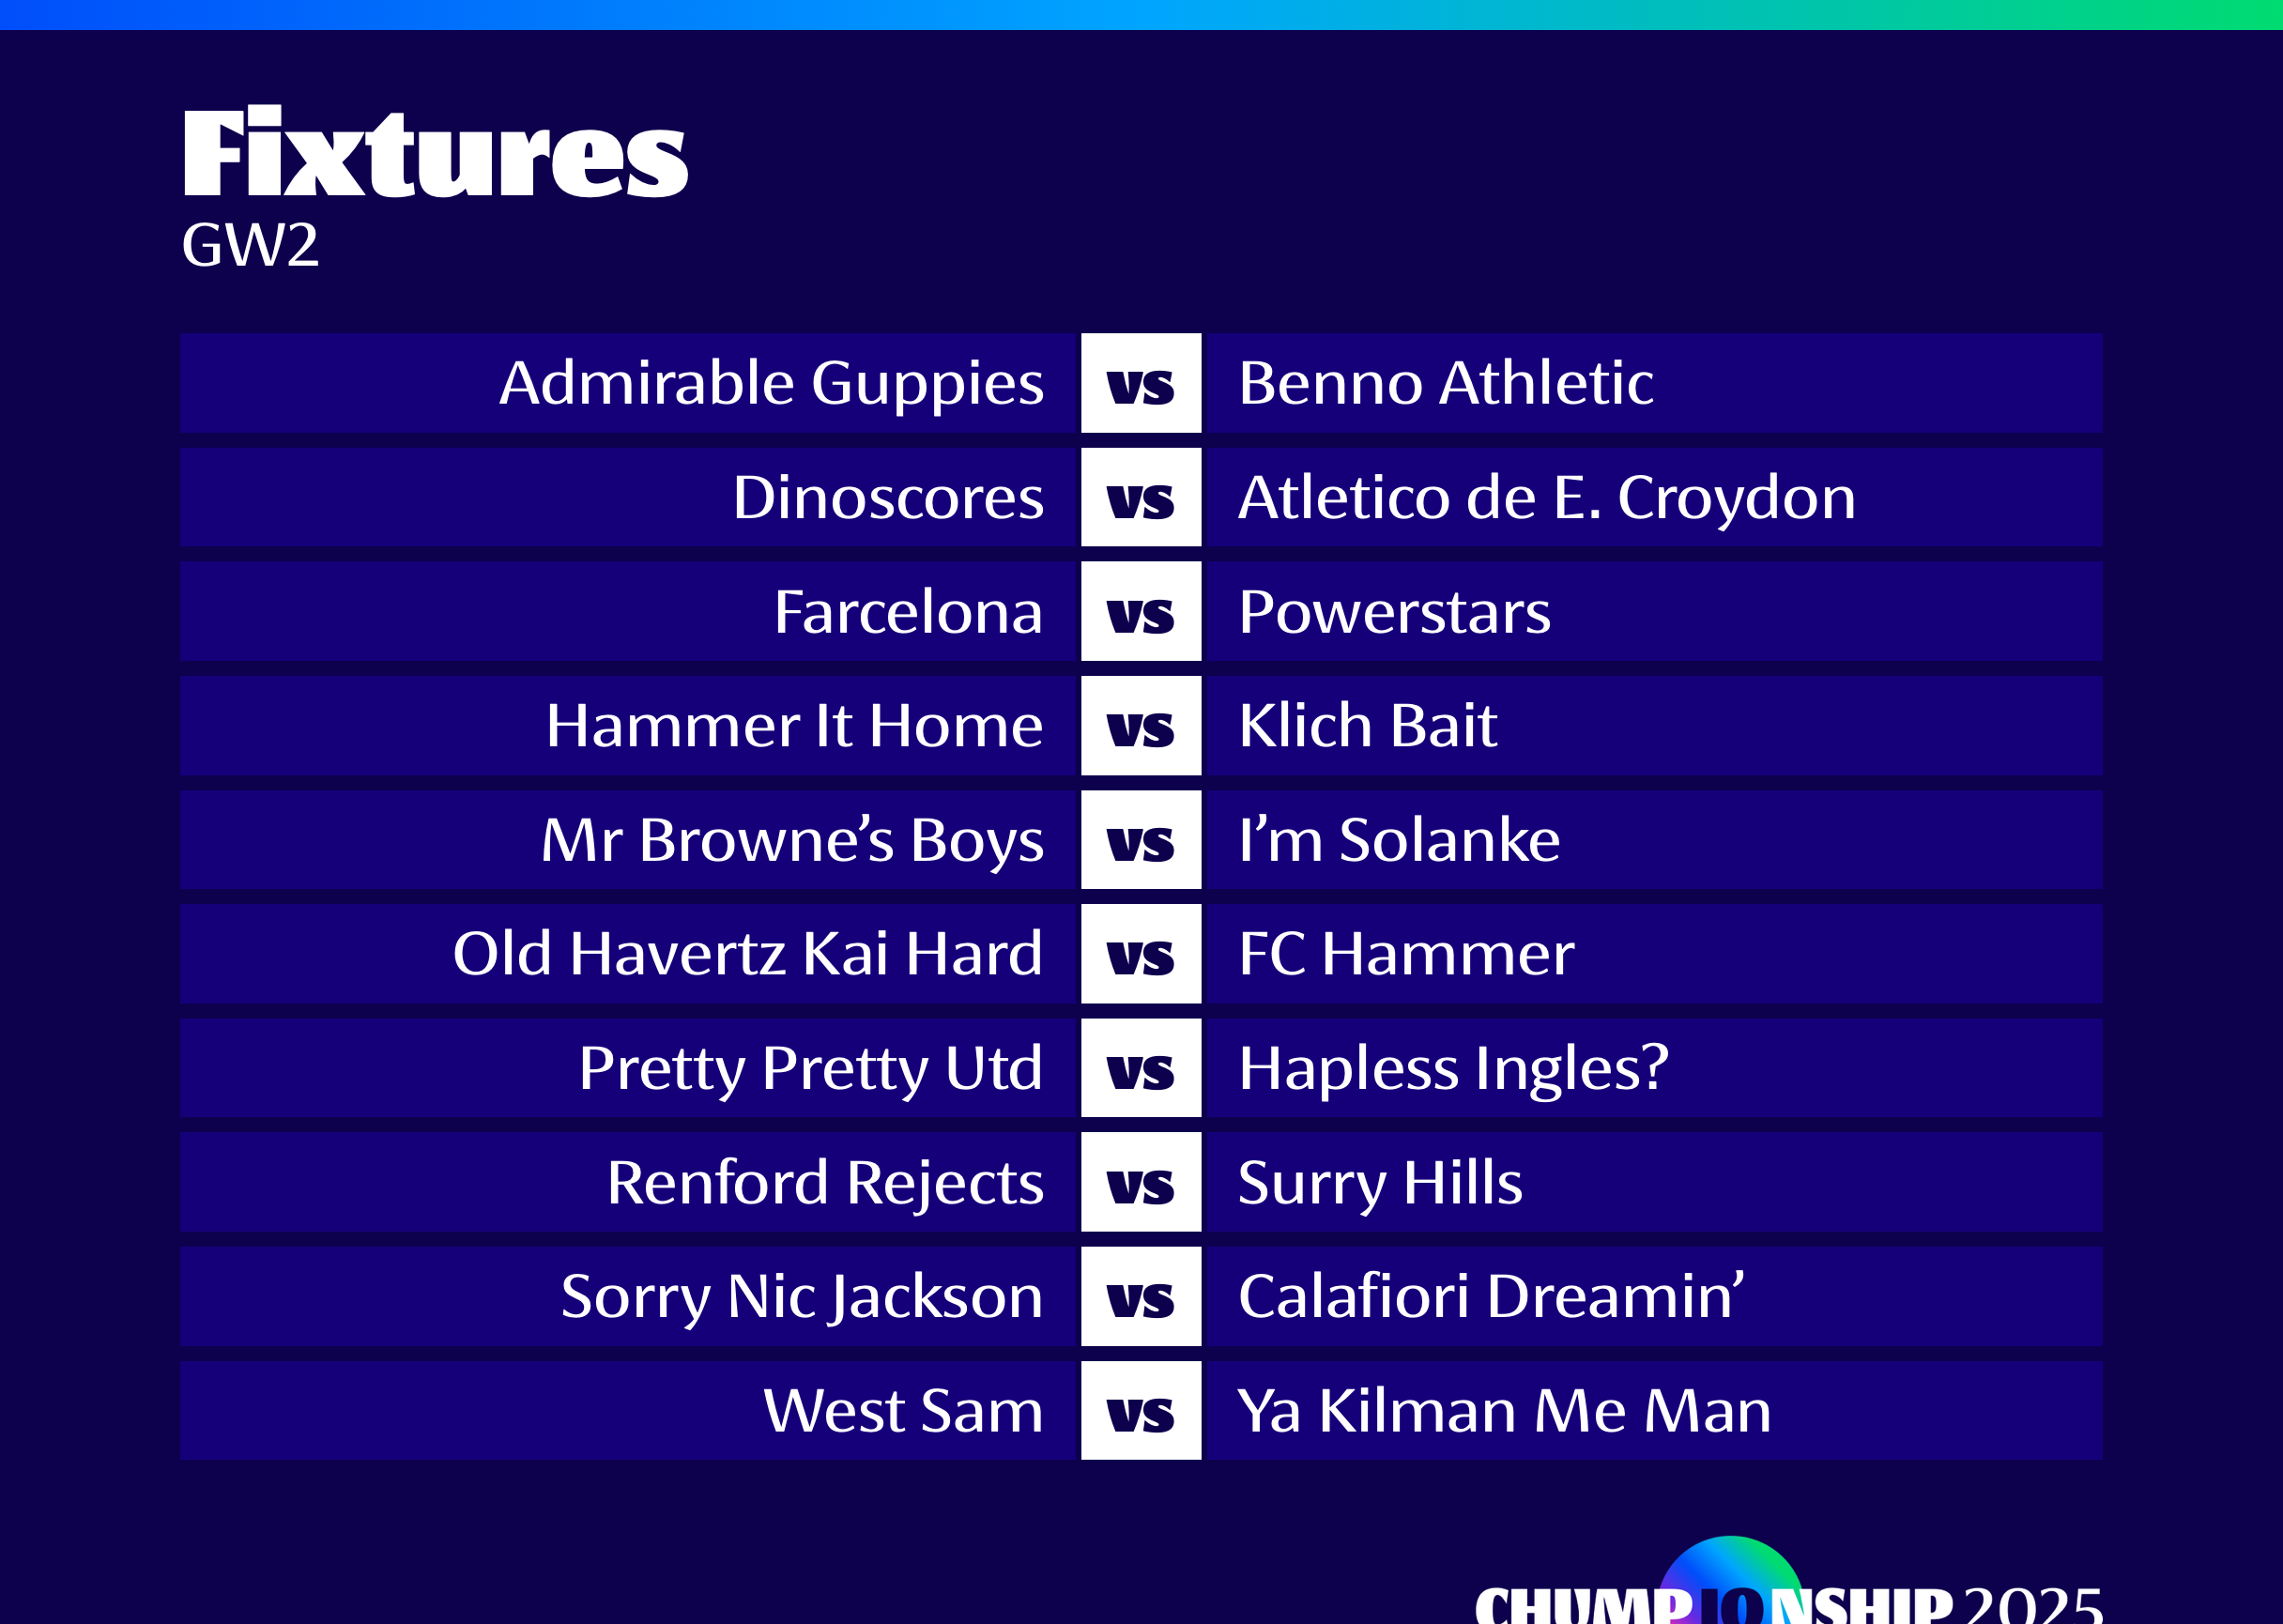 Fixtures
GW2
Admirable Guppies vs Benno Athletic
Dinoscores vs Atletico de E. Croydon
Farcelona vs Powerstars
Hammer It Home vs Klich Bait
Mr Browne’s Boys vs I’m Solanke
Old Havertz Kai Hard vs FC Hammer
Pretty Pretty Utd vs Hapless Ingles?
Renford Rejects vs Surry Hills
Sorry Nic Jackson vs Calafiori Dreamin’
West Sam vs Ya Kilman Me Man
CHUMPIONSHIP 2025